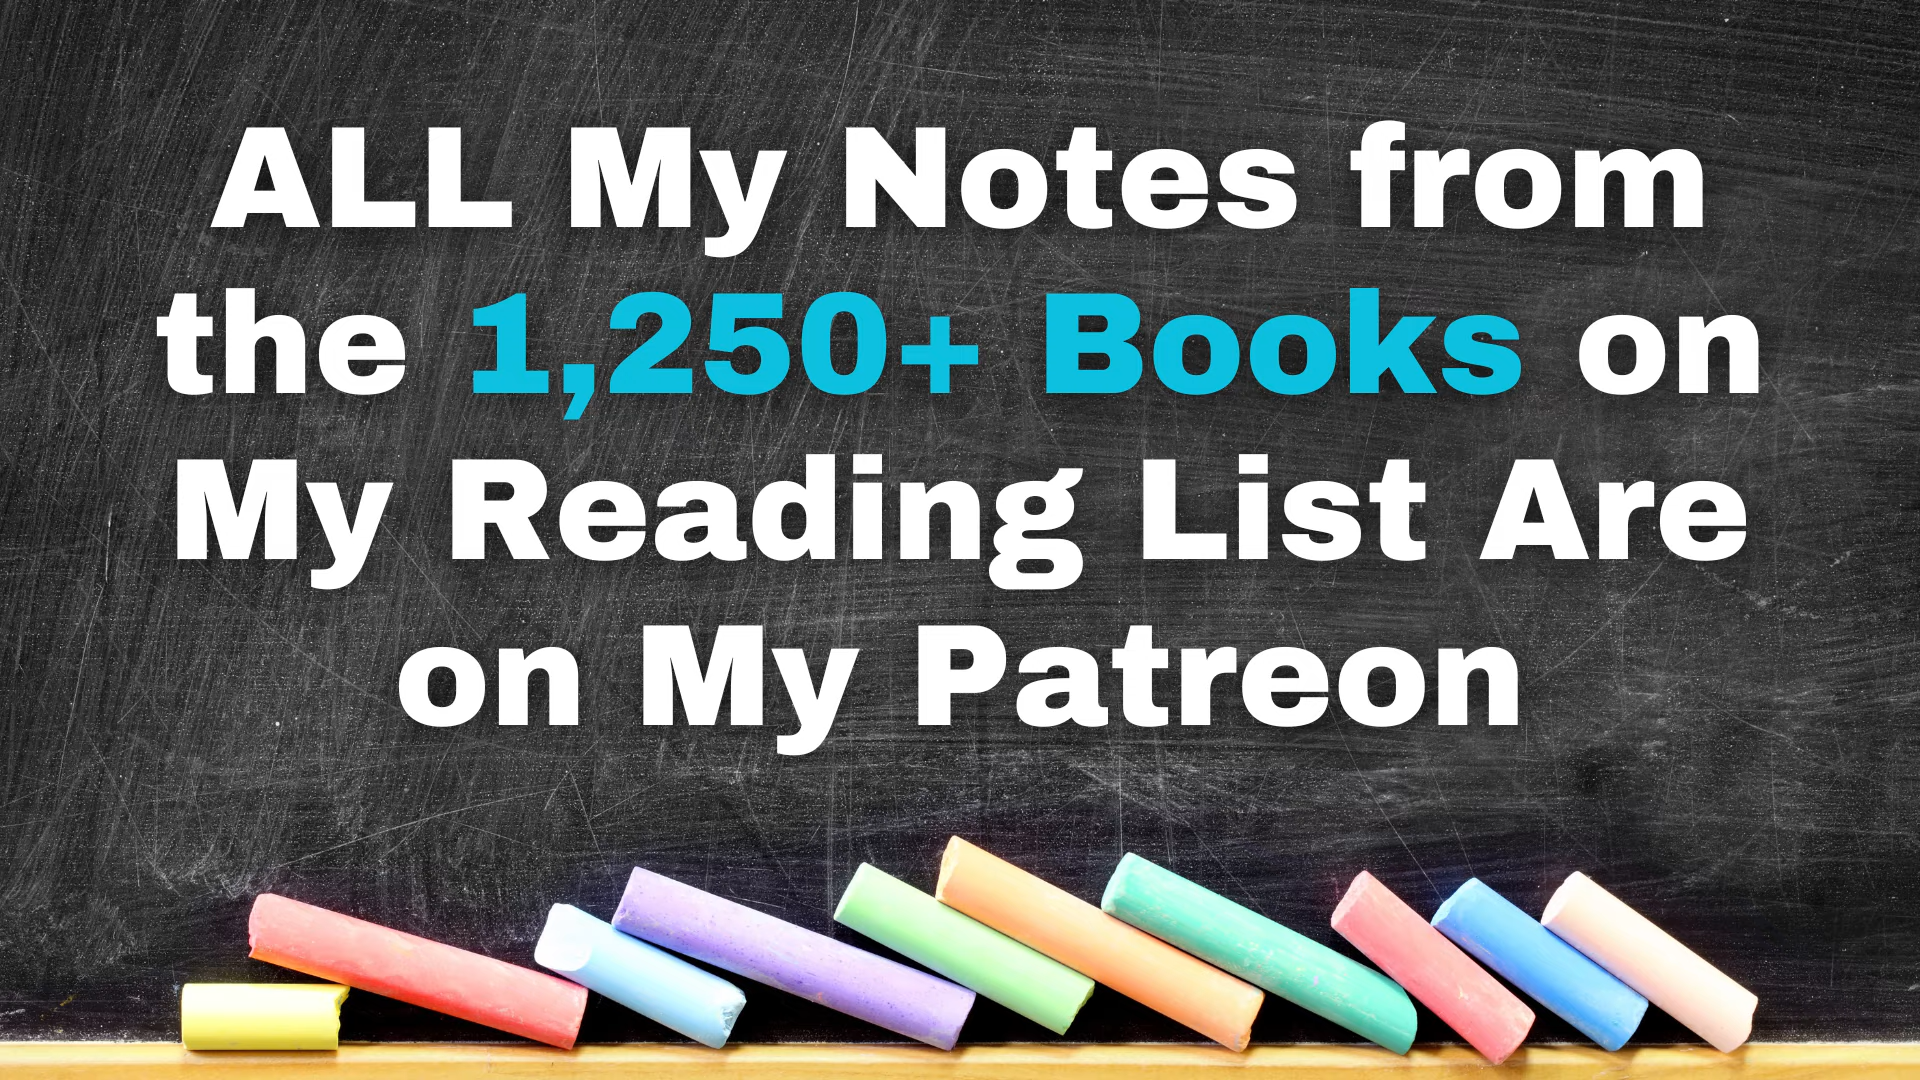 ALL My Notes from
the 1,250+ Books on
My Reading List Are
on My Patreon